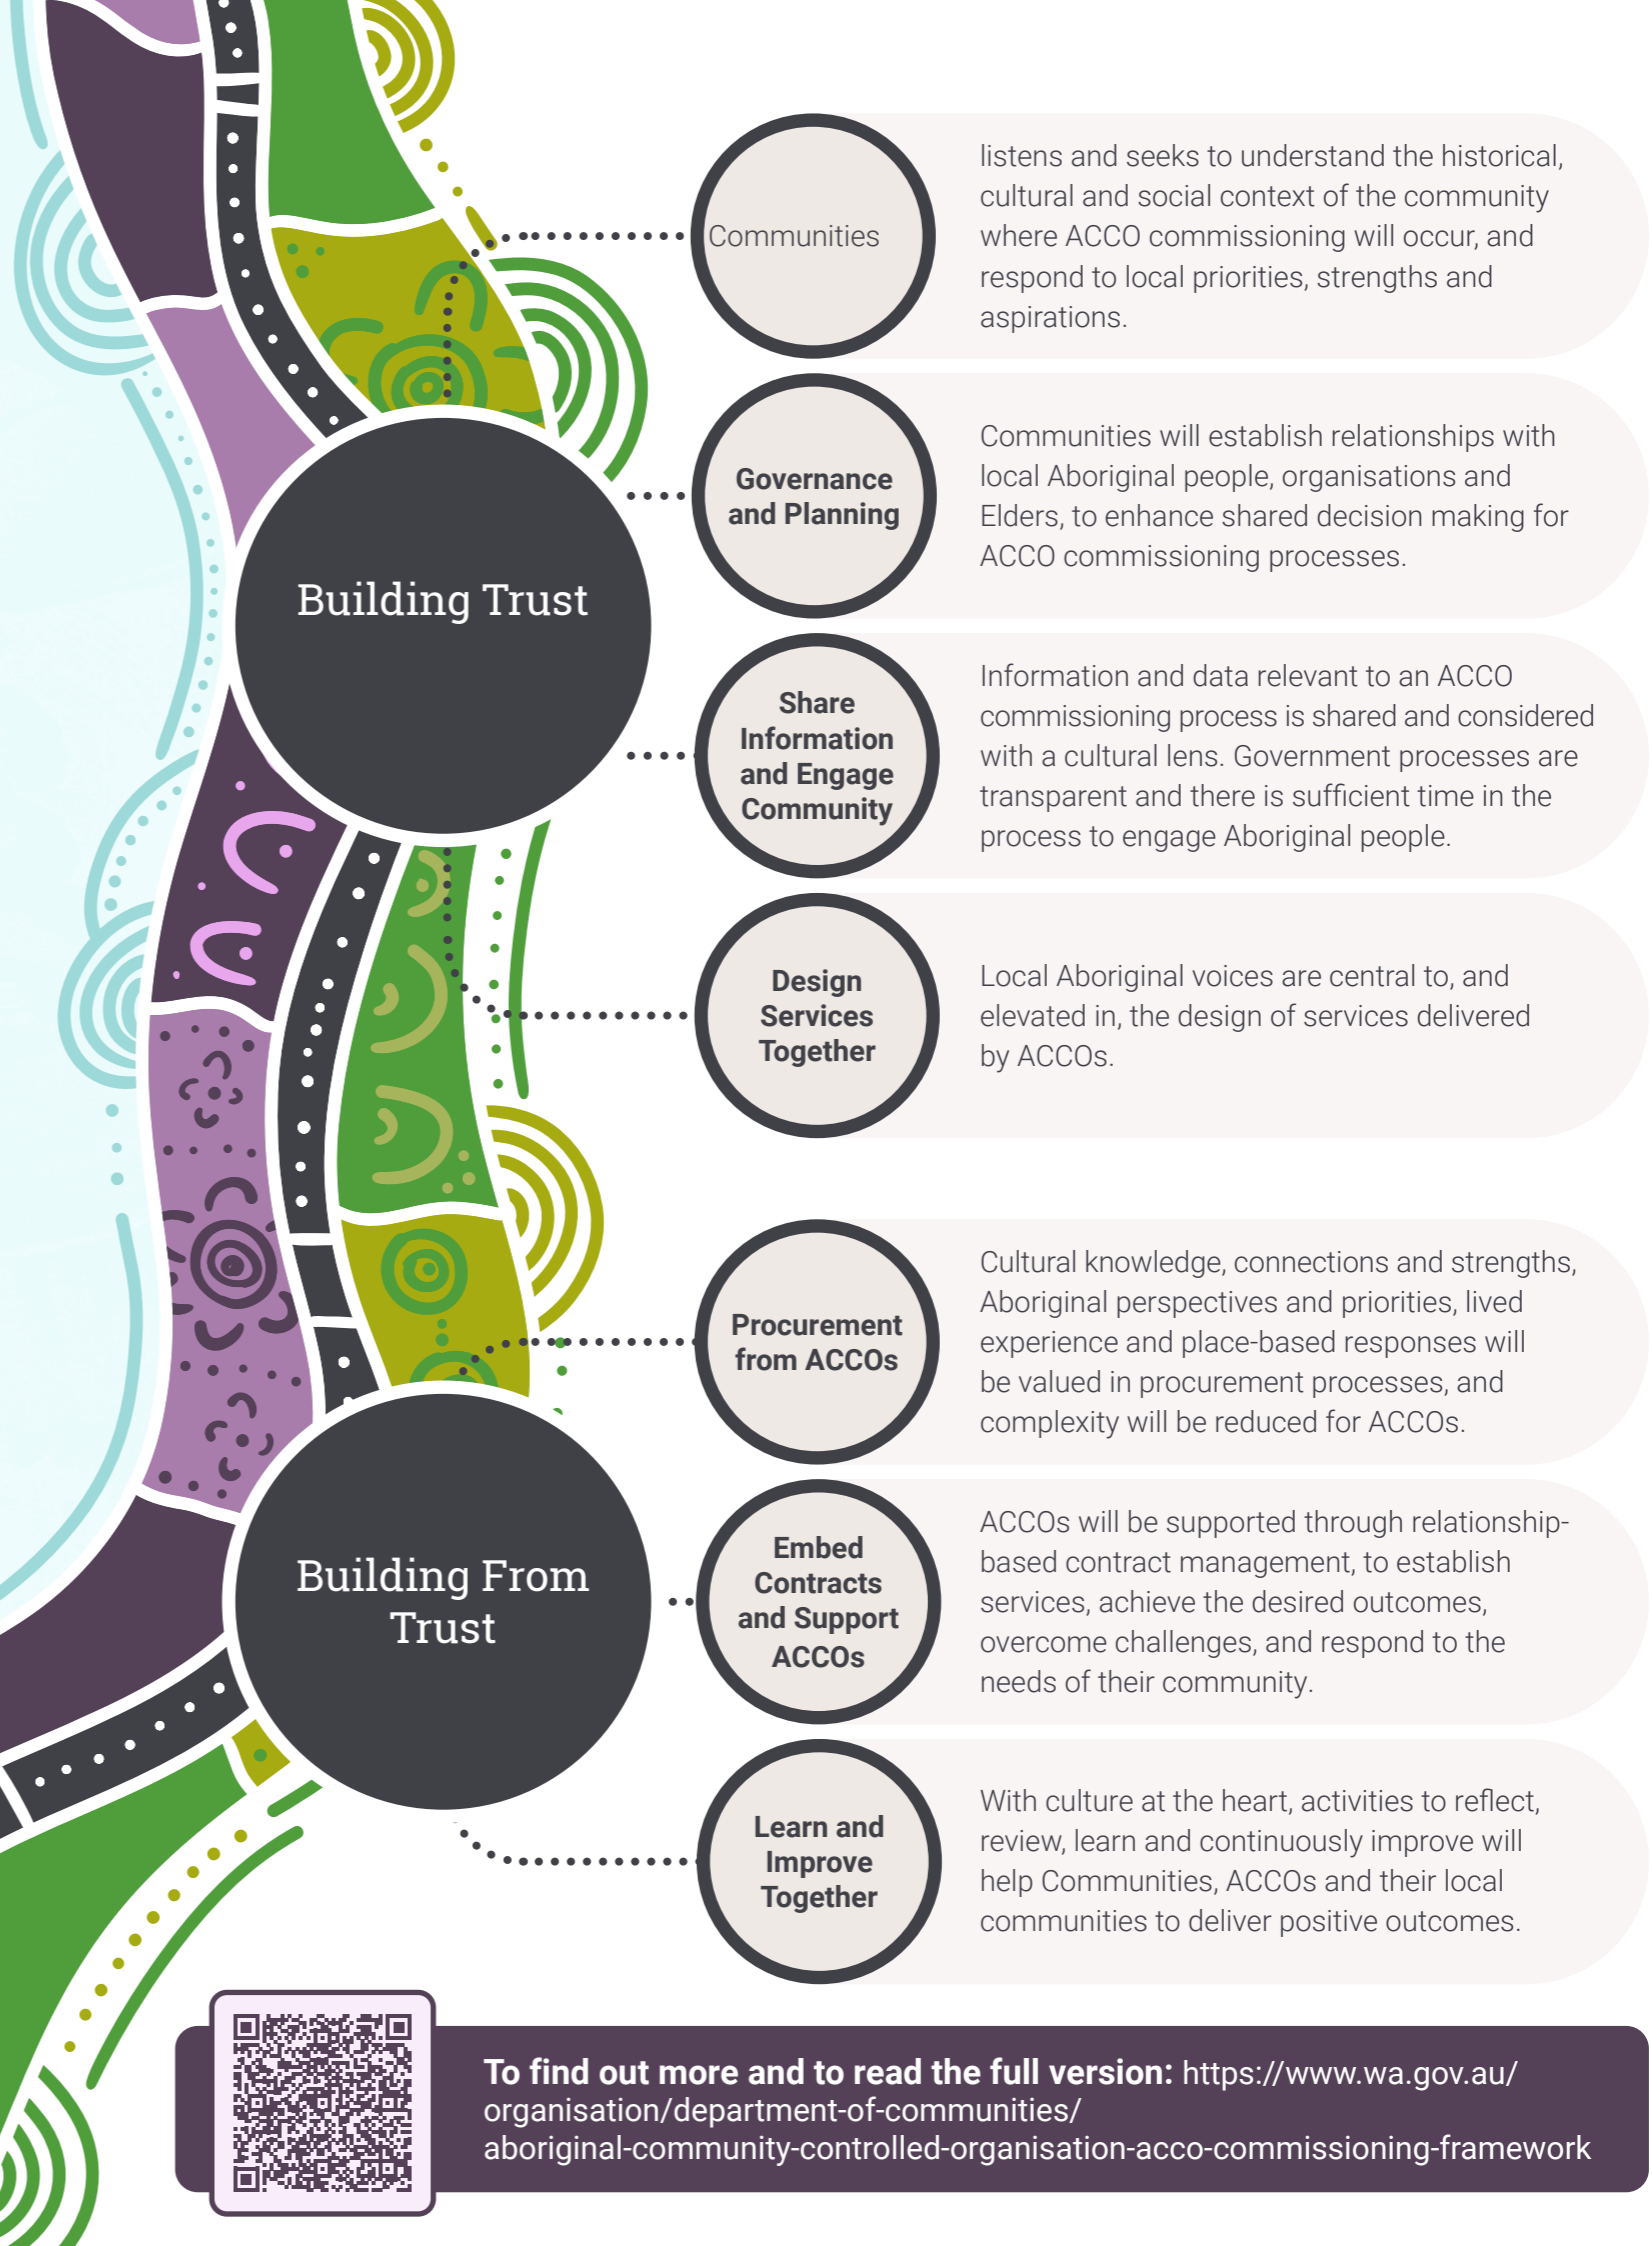 Communities
listens and seeks to understand the historical,
cultural and social context of the community
where ACCO commissioning will occur, and
respond to local priorities, strengths and
aspirations.
Building Trust
Governance
and Planning
Communities will establish relationships with
local Aboriginal people, organisations and
Elders, to enhance shared decision making for
ACCO commissioning processes.
Share
Information
and Engage
Community
Information and data relevant to an ACCO
commissioning process is shared and considered
with a cultural lens. Government processes are
transparent and there is sufficient time in the
process to engage Aboriginal people.
Design
Services
Together
Local Aboriginal voices are central to, and
elevated in, the design of services delivered
by ACCOs.
Building From
Trust
Procurement
from ACCOs
Cultural knowledge, connections and strengths,
Aboriginal perspectives and priorities, lived
experience and place-based responses will
be valued in procurement processes, and
complexity will be reduced for ACCOs.
Embed
Contracts
and Support
ACCOs
ACCOs will be supported through relationship-
based contract management, to establish
services, achieve the desired outcomes,
overcome challenges, and respond to the
needs of their community.
Learn and
Improve
Together
With culture at the heart, activities to reflect,
review, learn and continuously improve will
help Communities, ACCOs and their local
communities to deliver positive outcomes.
To find out more and to read the full version: https://www.wa.gov.au/
organisation/department-of-communities/
aboriginal-community-controlled-organisation-acco-commissioning-framework